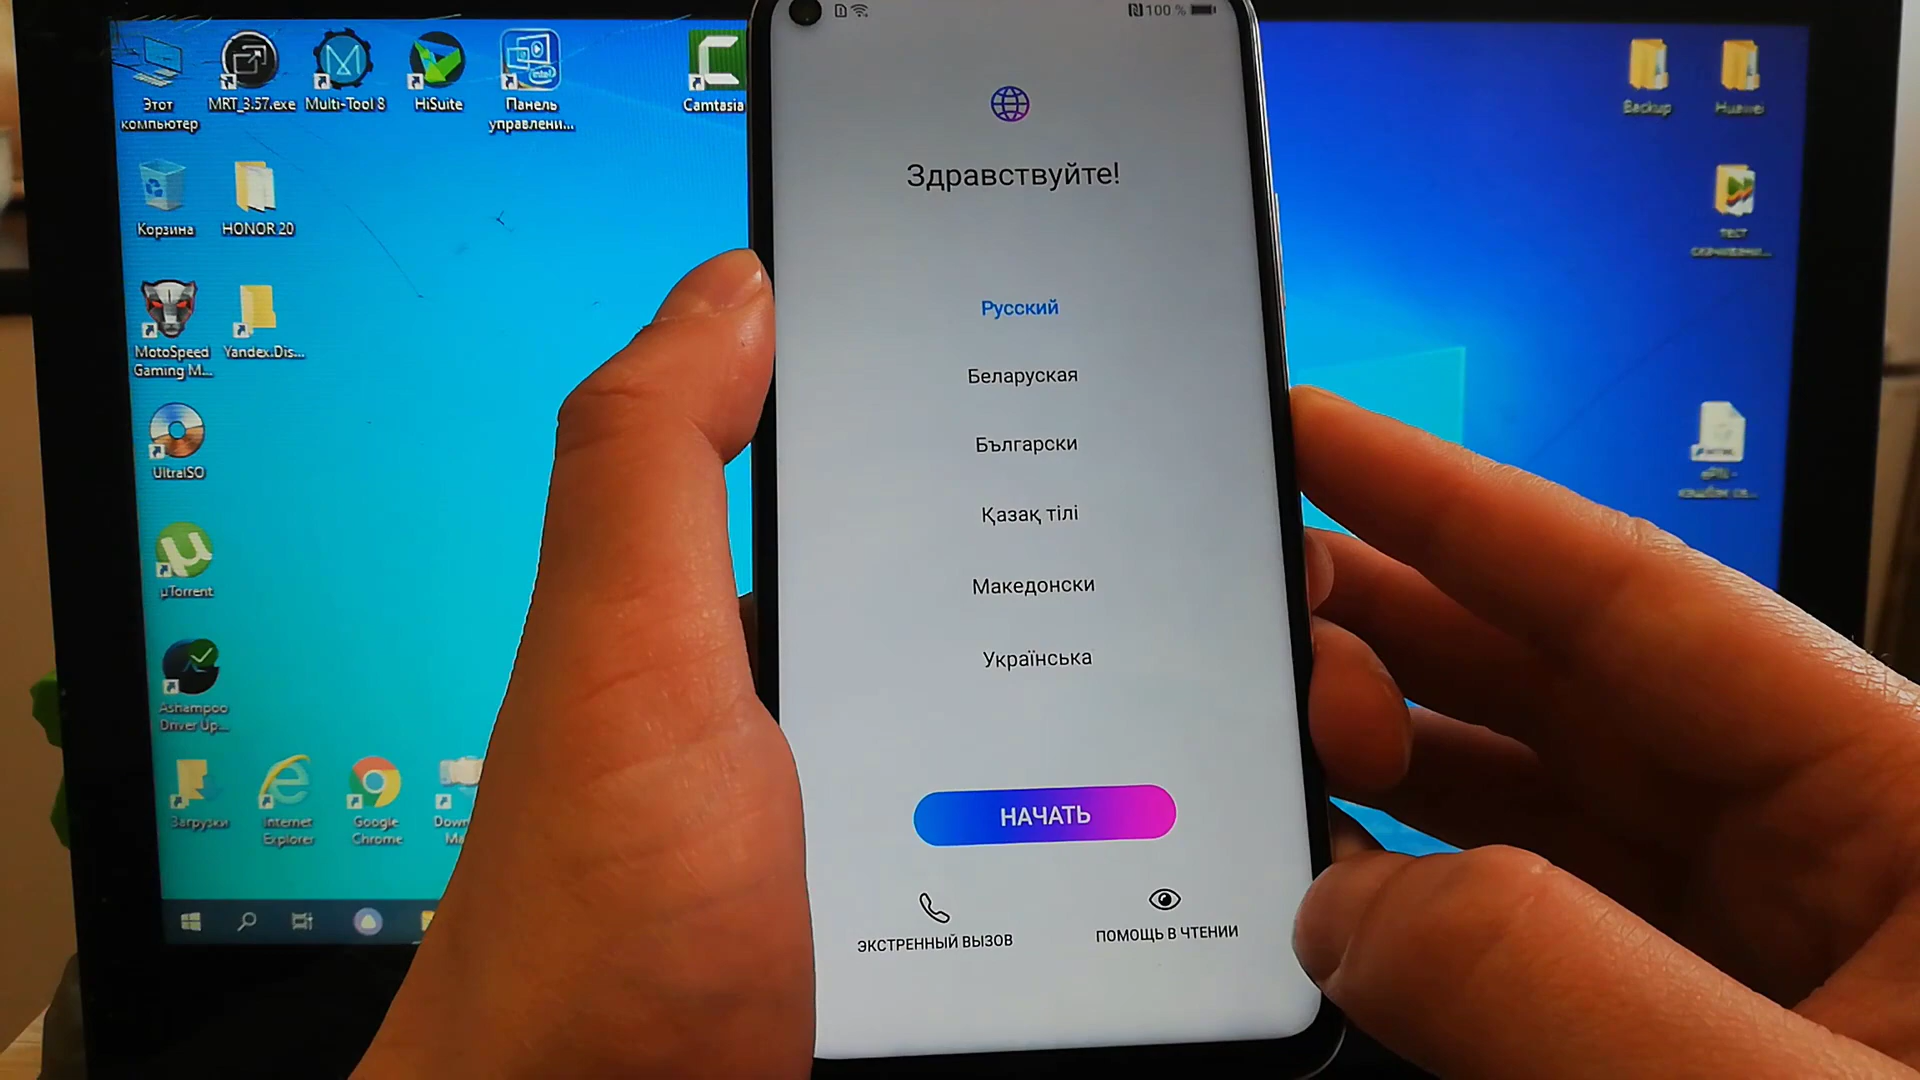 Этот
компьютер
MRT_3.57.exe
Multi-Tool 8
HiSuite
Панель
управлени...
Camtasia
Корзина
HONOR 20
MotoSpeed
Gaming M...
Yandex.Dis...
UltraISO
µTorrent
Ashampoo
Driver Up...
Загрузки
Internet
Explorer
Google
Chrome
100 %
Здравствуйте!
Русский
Беларуская
Български
Қазақ тілі
Македонски
Українська
НАЧАТЬ
ЭКСТРЕННЫЙ ВЫЗОВ
ПОМОЩЬ В ЧТЕНИИ
Backup
Huawei
тест